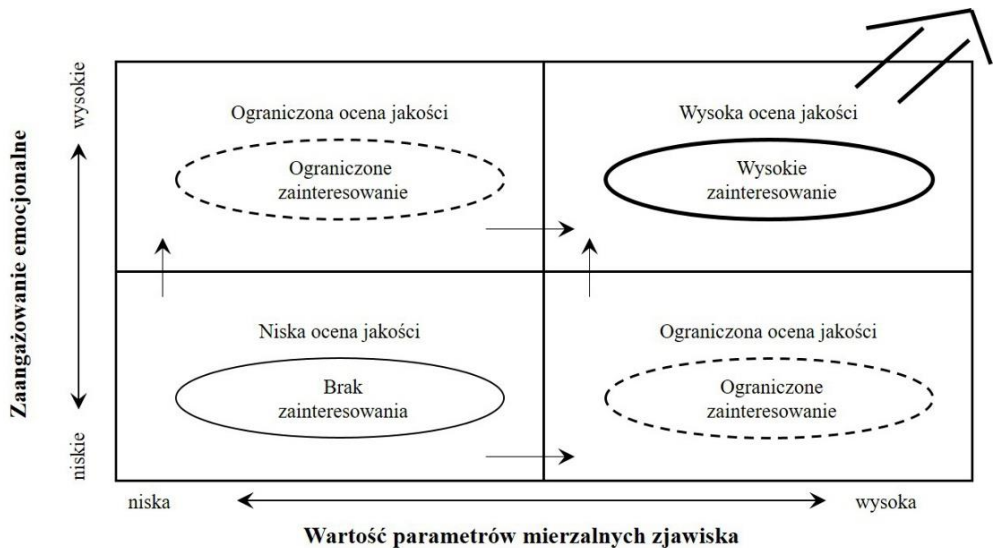 Zaangażowanie emocjonalne
wysokie
niskie
Ograniczona ocena jakości
Ograniczone
zainteresowanie
Wysoka ocena jakości
Wysokie
zainteresowanie
Niska ocena jakości
Brak
zainteresowania
Ograniczona ocena jakości
Ograniczone
zainteresowanie
niska
wysoka
Wartość parametrów mierzalnych zjawiska